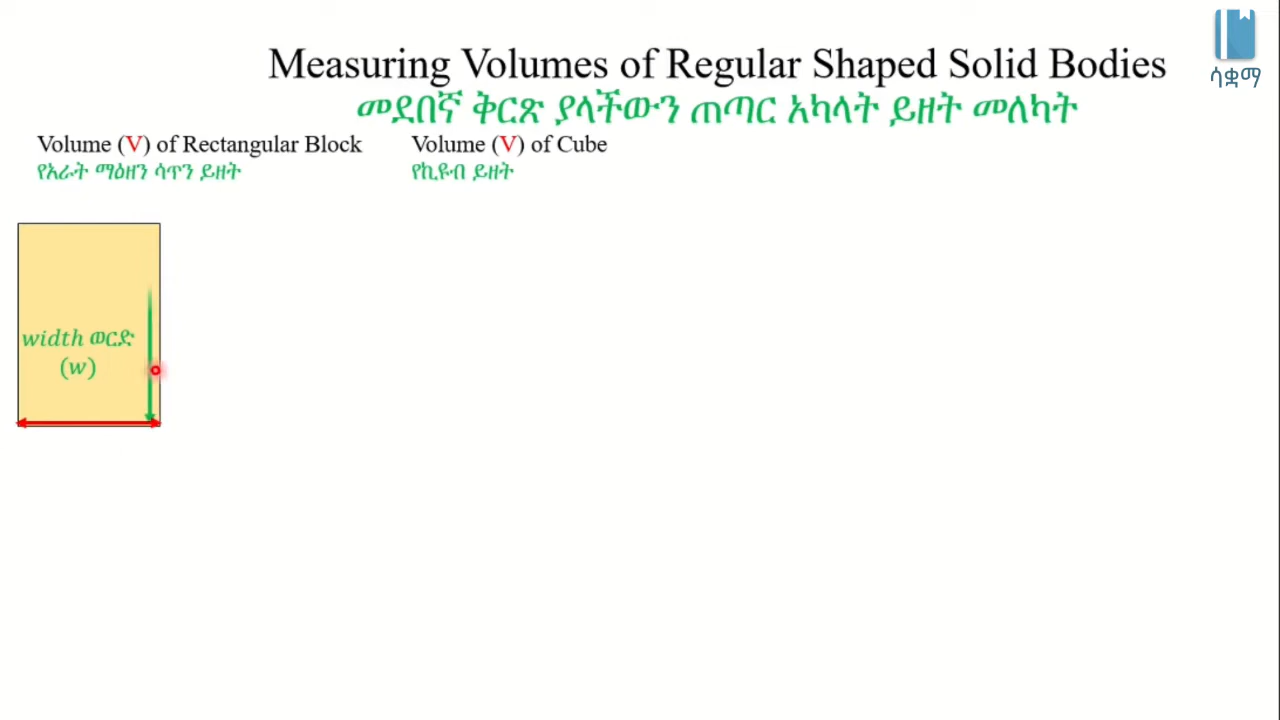 Measuring Volumes of Regular Shaped Solid Bodies
መደበኛ ቅርጽ ያላችውን ጠጣር አካላት ይዘት መለካት
Volume (V) of Rectangular Block
የአራት ማዕዘን ሳጥን ይዘት
Volume (V) of Cube
የኪዩብ ይዘት
width ወርድ
(w)
ሳቋማ